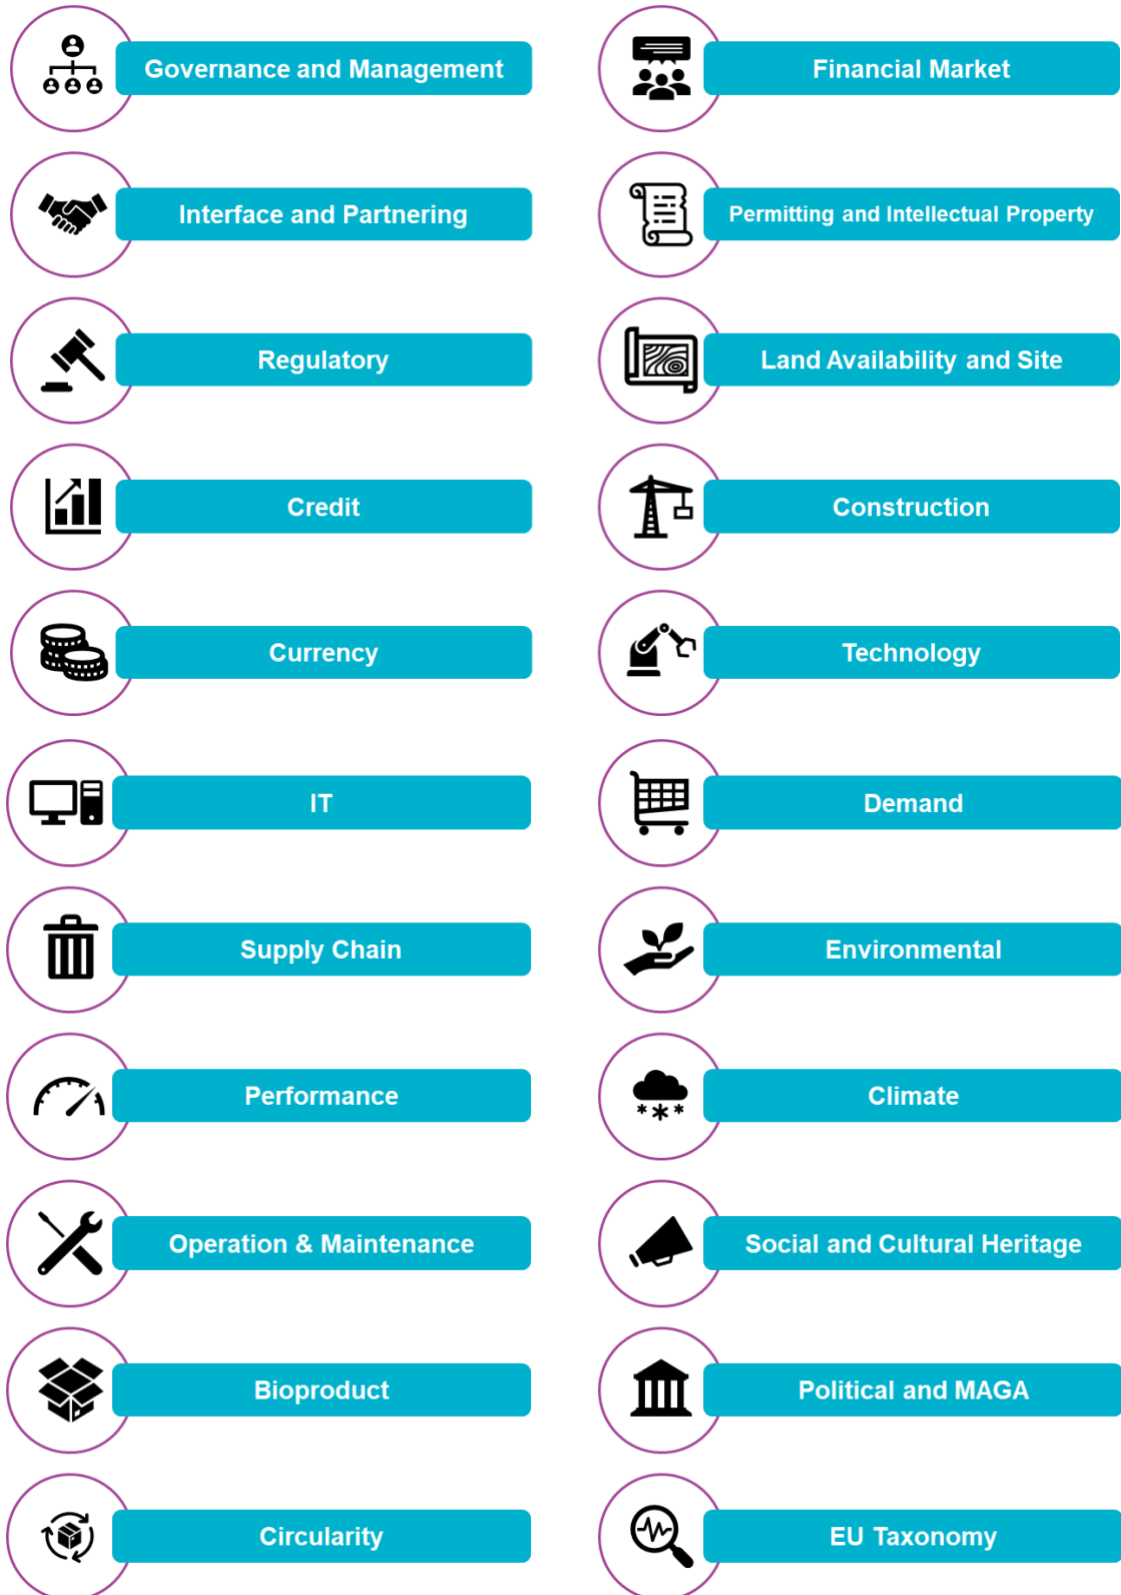 Governance and Management
Financial Market
Interface and Partnering
Permitting and Intellectual Property
Regulatory
Land Availability and Site
Credit
Construction
Currency
Technology
IT
Demand
Supply Chain
Environmental
Performance
Climate
Operation & Maintenance
Social and Cultural Heritage
Bioproduct
Political and MAGA
Circularity
EU Taxonomy